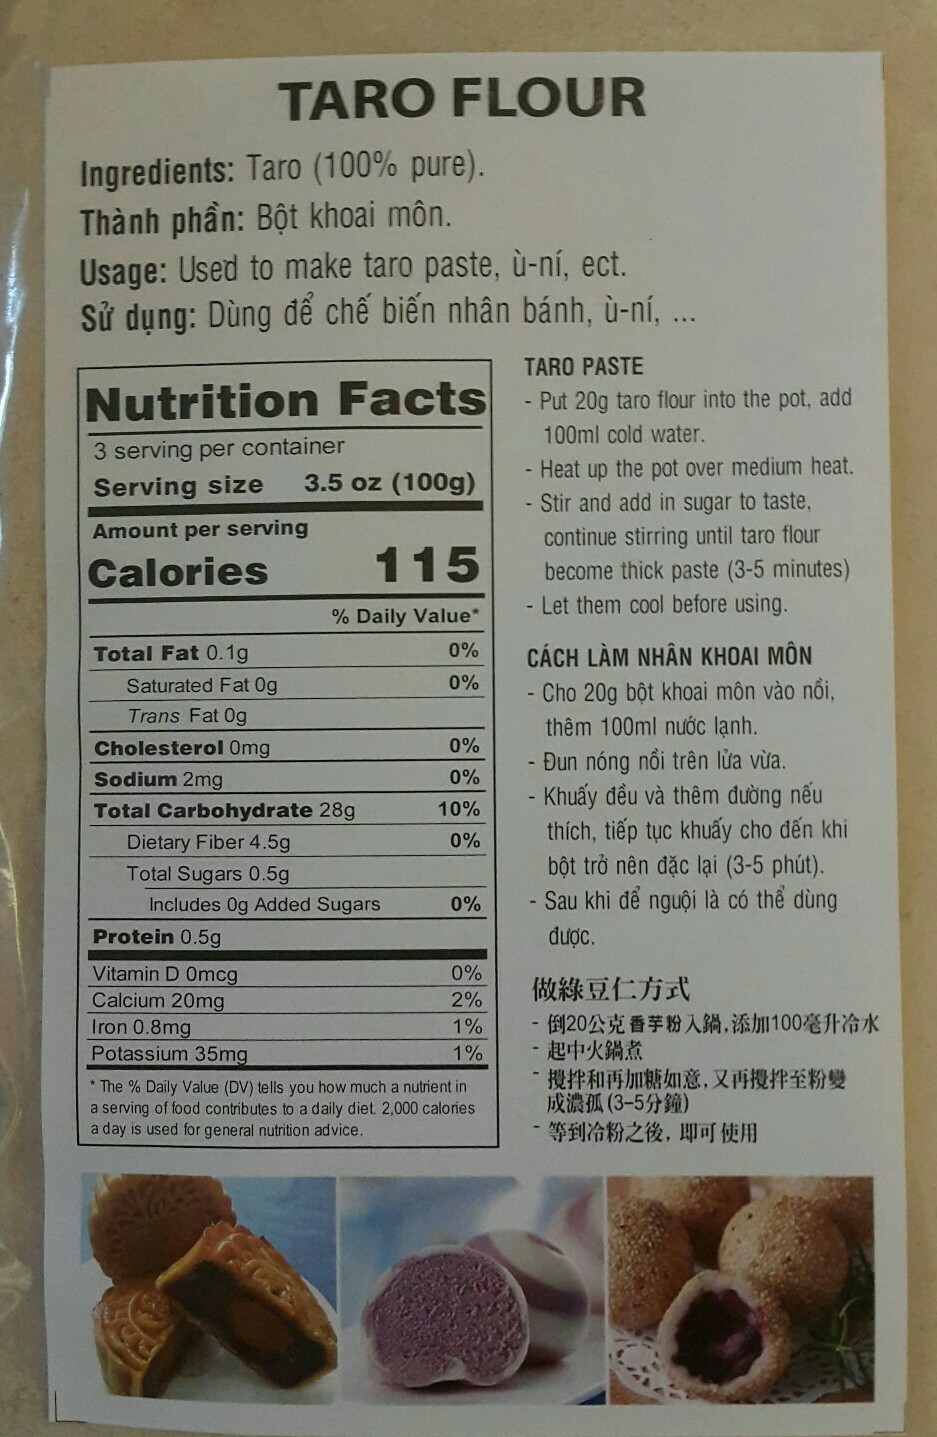 TARO FLOUR
Ingredients: Taro (100% pure).
Thành phần: Bột khoai môn.
Usage: Used to make taro paste, ù-ní, ect.
Sử dụng: Dùng để chế biến nhân bánh, ù-ní, ...
Nutrition Facts
3 serving per container
Serving size 3.5 oz (100g)
Amount per serving
Calories 115
% Daily Value*
Total Fat 0.1g 0%
Saturated Fat 0g 0%
Trans Fat 0g
Cholesterol 0mg 0%
Sodium 2mg 0%
Total Carbohydrate 28g 10%
Dietary Fiber 4.5g 0%
Total Sugars 0.5g
Includes 0g Added Sugars 0%
Protein 0.5g
Vitamin D 0mcg 0%
Calcium 20mg 2%
Iron 0.8mg 1%
Potassium 35mg 1%
* The % Daily Value (DV) tells you how much a nutrient in
a serving of food contributes to a daily diet. 2,000 calories
a day is used for general nutrition advice.
TARO PASTE
- Put 20g taro flour into the pot, add
100ml cold water.
- Heat up the pot over medium heat.
- Stir and add in sugar to taste,
continue stirring until taro flour
become thick paste (3-5 minutes)
- Let them cool before using.
CÁCH LÀM NHÂN KHOAI MÔN
- Cho 20g bột khoai môn vào nồi,
thêm 100ml nước lạnh.
- Đun nóng nồi trên lửa vừa.
- Khuấy đều và thêm đường nếu
thích, tiếp tục khuấy cho đến khi
bột trở nên đặc lại (3-5 phút).
- Sau khi để nguội là có thể dùng
được.
做綠豆仁方式
- 倒20公克香芋粉入鍋,添加100毫升冷水
- 起中火鍋煮
- 攪拌和再加糖如意,又再攪拌至粉變
成濃孤(3-5分鐘)
- 等到冷粉之後, 即可使用